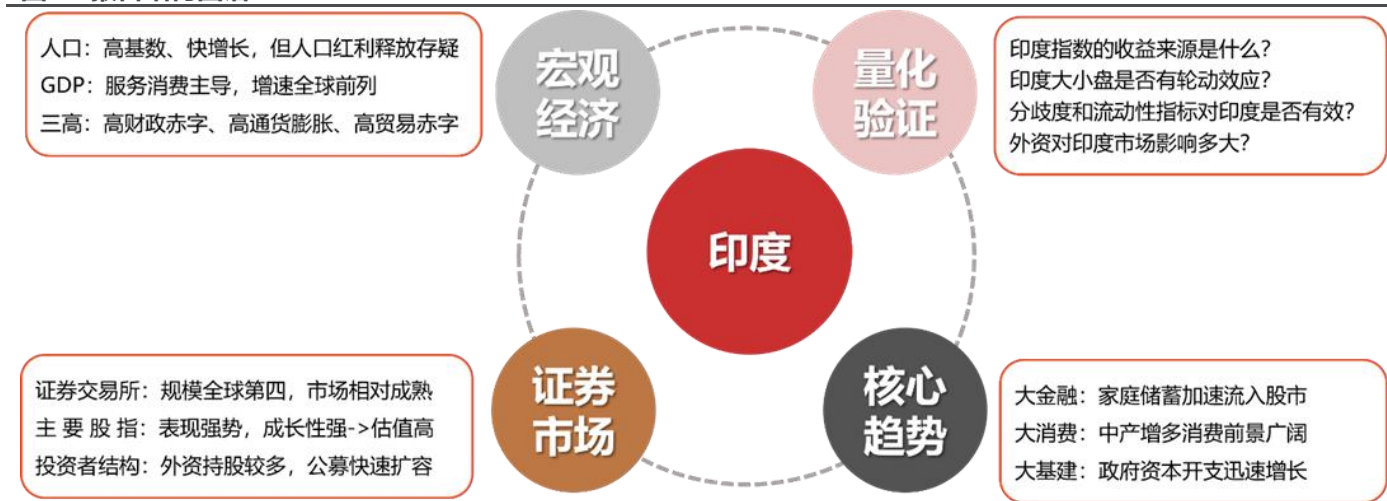 人口：高基数、快增长，但人口红利释放存疑
GDP：服务消费主导，增速全球前列
三高：高财政赤字、高通货膨胀、高贸易赤字
宏观
经济
量化
验证
印度指数的收益来源是什么?
印度大小盘是否有轮动效应?
分歧度和流动性指标对印度是否有效?
外资对印度市场影响多大?
印度
证券交易所：规模全球第四，市场相对成熟
主要股指：表现强势，成长性强->估值高
投资者结构：外资持股较多，公募快速扩容
证券
市场
核心
趋势
大金融：家庭储蓄加速流入股市
大消费：中产增多消费前景广阔
大基建：政府资本开支迅速增长